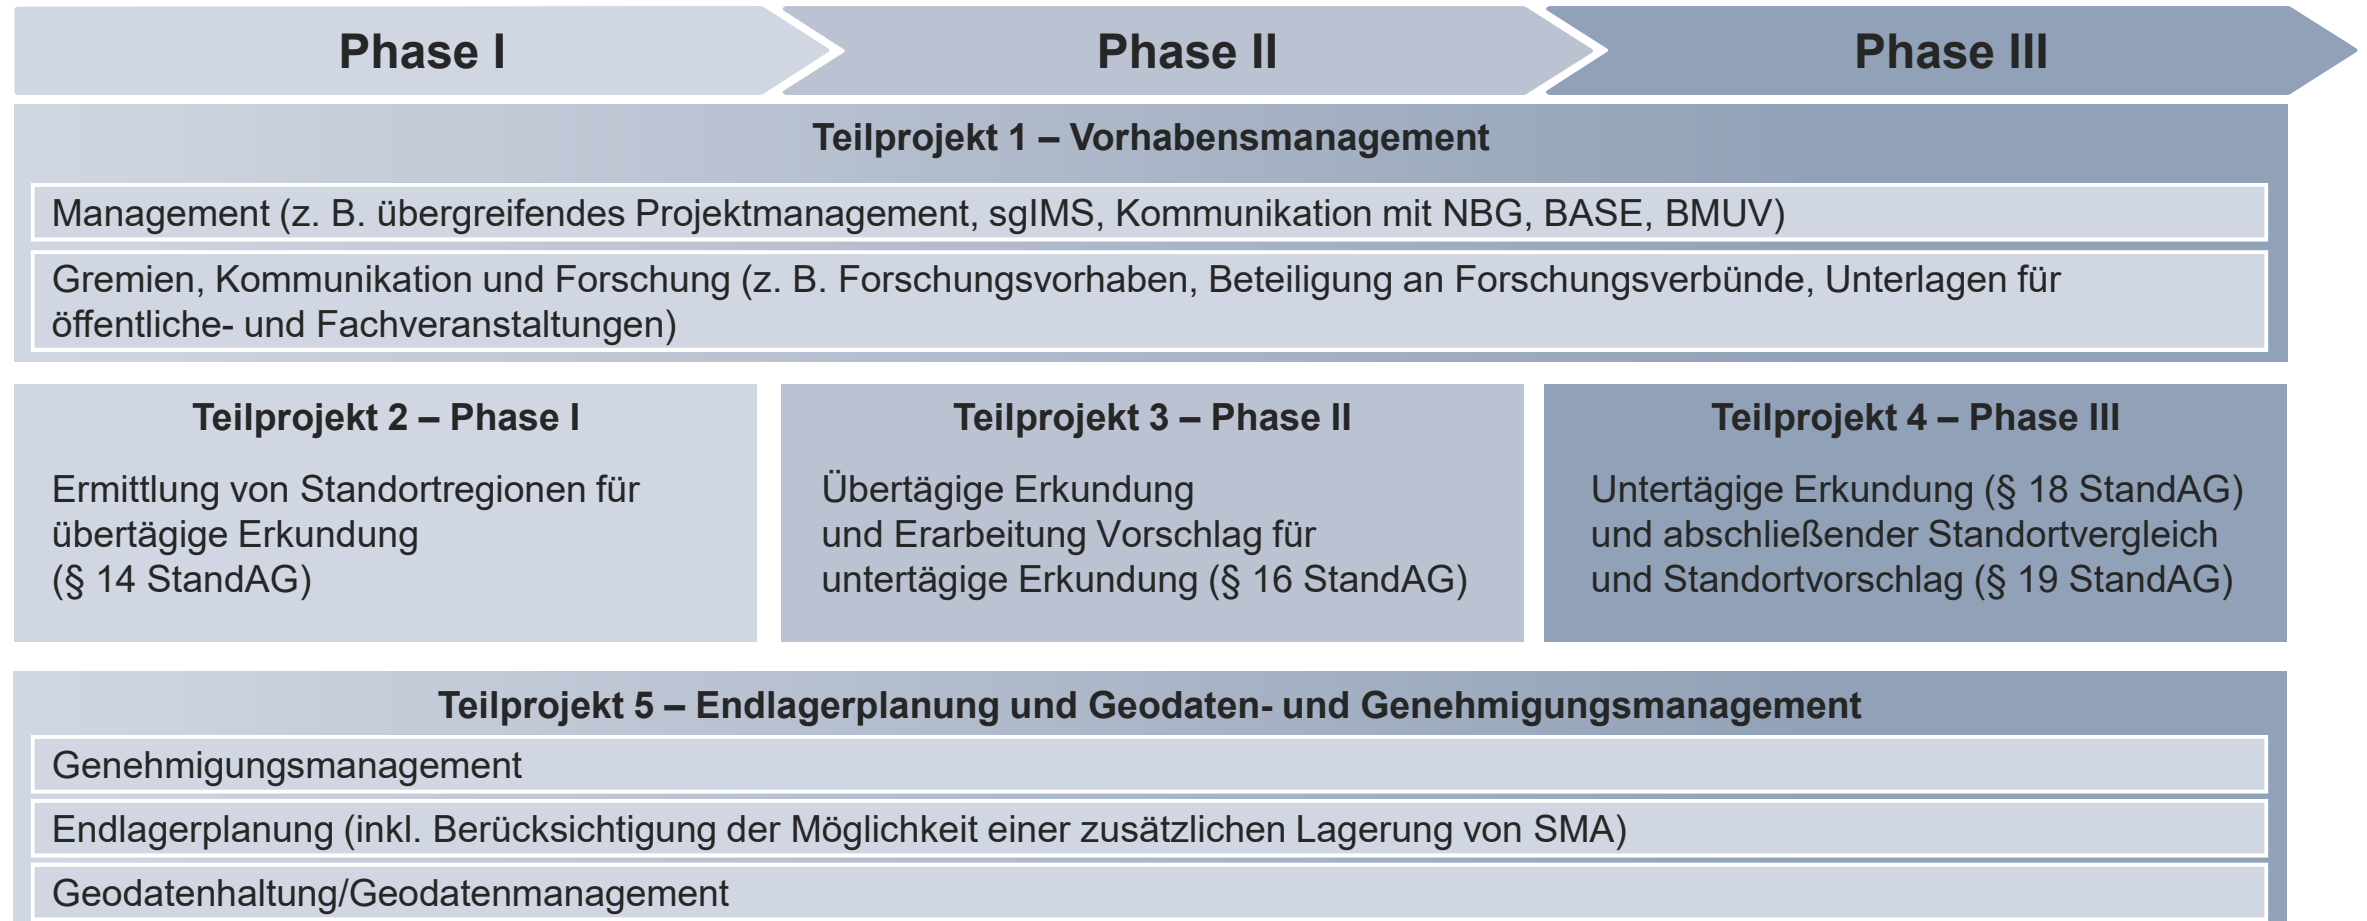 Phase I
Phase II
Phase III
Teilprojekt 1 – Vorhabensmanagement
Management (z. B. übergreifendes Projektmanagement, sgIMS, Kommunikation mit NBG, BASE, BMUV)
Gremien, Kommunikation und Forschung (z. B. Forschungsvorhaben, Beteiligung an Forschungsverbünde, Unterlagen für
öffentliche- und Fachveranstaltungen)
Teilprojekt 2 – Phase I
Ermittlung von Standortregionen für
übertägige Erkundung
(§ 14 StandAG)
Teilprojekt 3 – Phase II
Übertägige Erkundung
und Erarbeitung Vorschlag für
untertägige Erkundung (§ 16 StandAG)
Teilprojekt 4 – Phase III
Untertägige Erkundung (§ 18 StandAG)
und abschließender Standortvergleich
und Standortvorschlag (§ 19 StandAG)
Teilprojekt 5 – Endlagerplanung und Geodaten- und Genehmigungsmanagement
Genehmigungsmanagement
Endlagerplanung (inkl. Berücksichtigung der Möglichkeit einer zusätzlichen Lagerung von SMA)
Geodatenhaltung/Geodatenmanagement